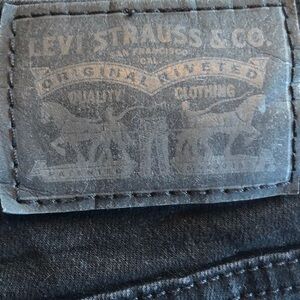 LEVI STRAUSS & CO.
SAN FRANCISCO
CAL.
ORIGINAL RIVETED
QUALITY CLOTHING